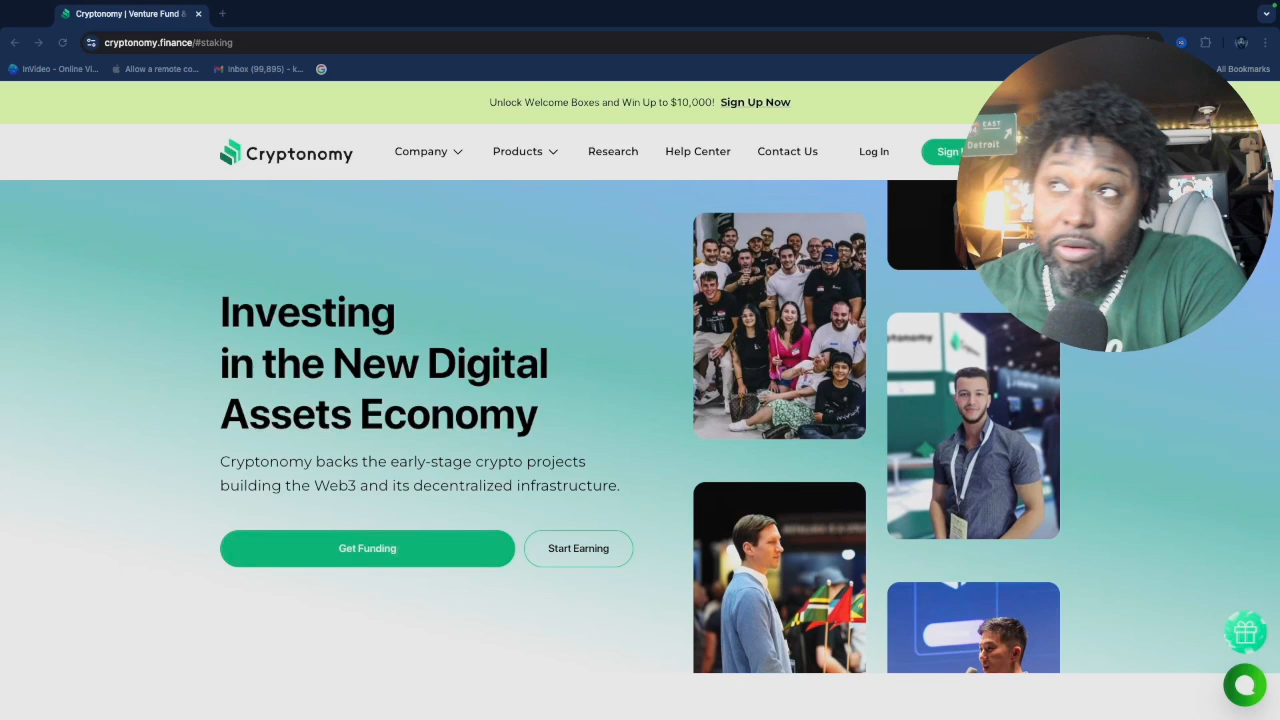 Cryptonomy | Venture Fund &
cryptonomy.finance/#staking
InVideo - Online Vi...
Allow a remote co...
Inbox (99,895) - k...
All Bookmarks
Unlock Welcome Boxes and Win Up to $10,000! Sign Up Now
Cryptonomy
Company
Products
Research
Help Center
Contact Us
Log In
Sign
EAST
Detroit
Investing
in the New Digital
Assets Economy
Cryptonomy backs the early-stage crypto projects
building the Web3 and its decentralized infrastructure.
Get Funding
Start Earning